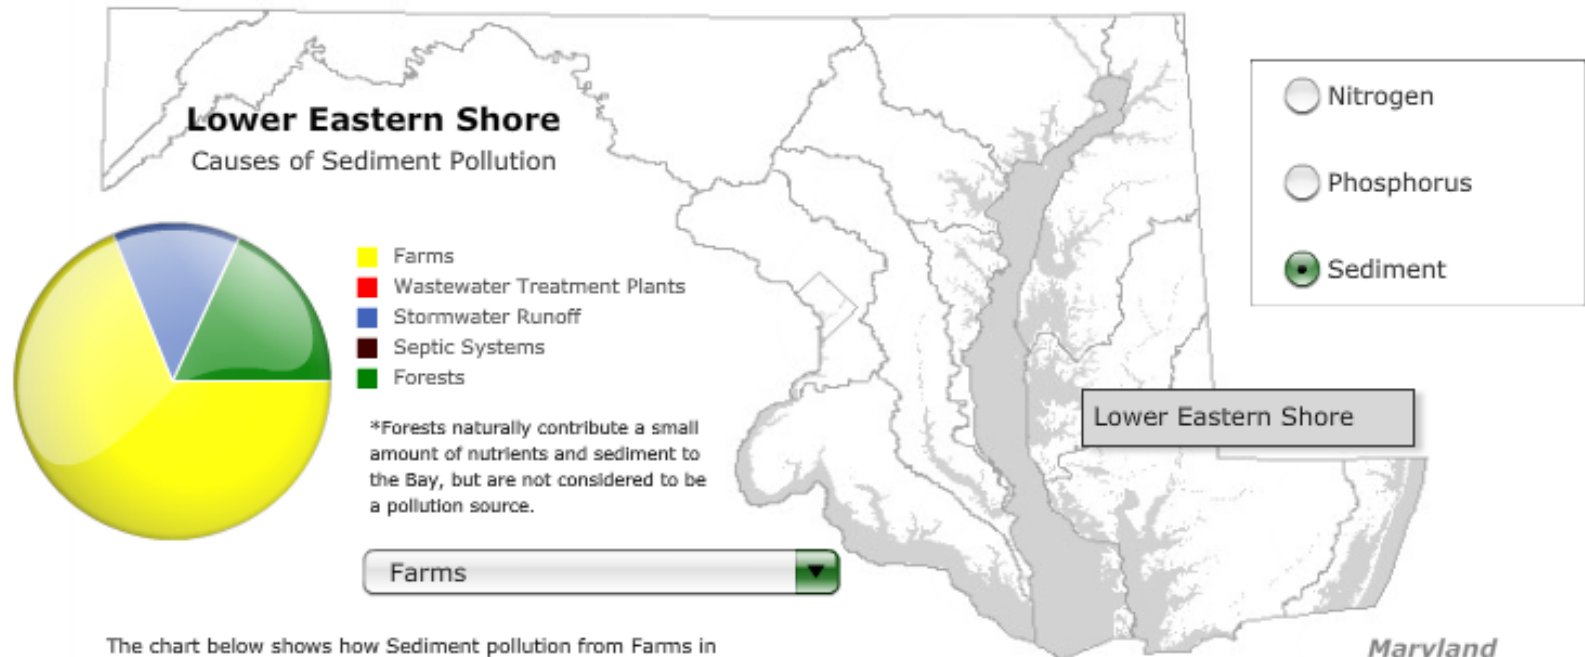 Lower Eastern Shore
Causes of Sediment Pollution
Farms
Wastewater Treatment Plants
Stormwater Runoff
Septic Systems
Forests
*Forests naturally contribute a small
amount of nutrients and sediment to
the Bay, but are not considered to be
a pollution source.
Farms
The chart below shows how Sediment pollution from Farms in
Nitrogen
Phosphorus
Sediment
Lower Eastern Shore
Maryland